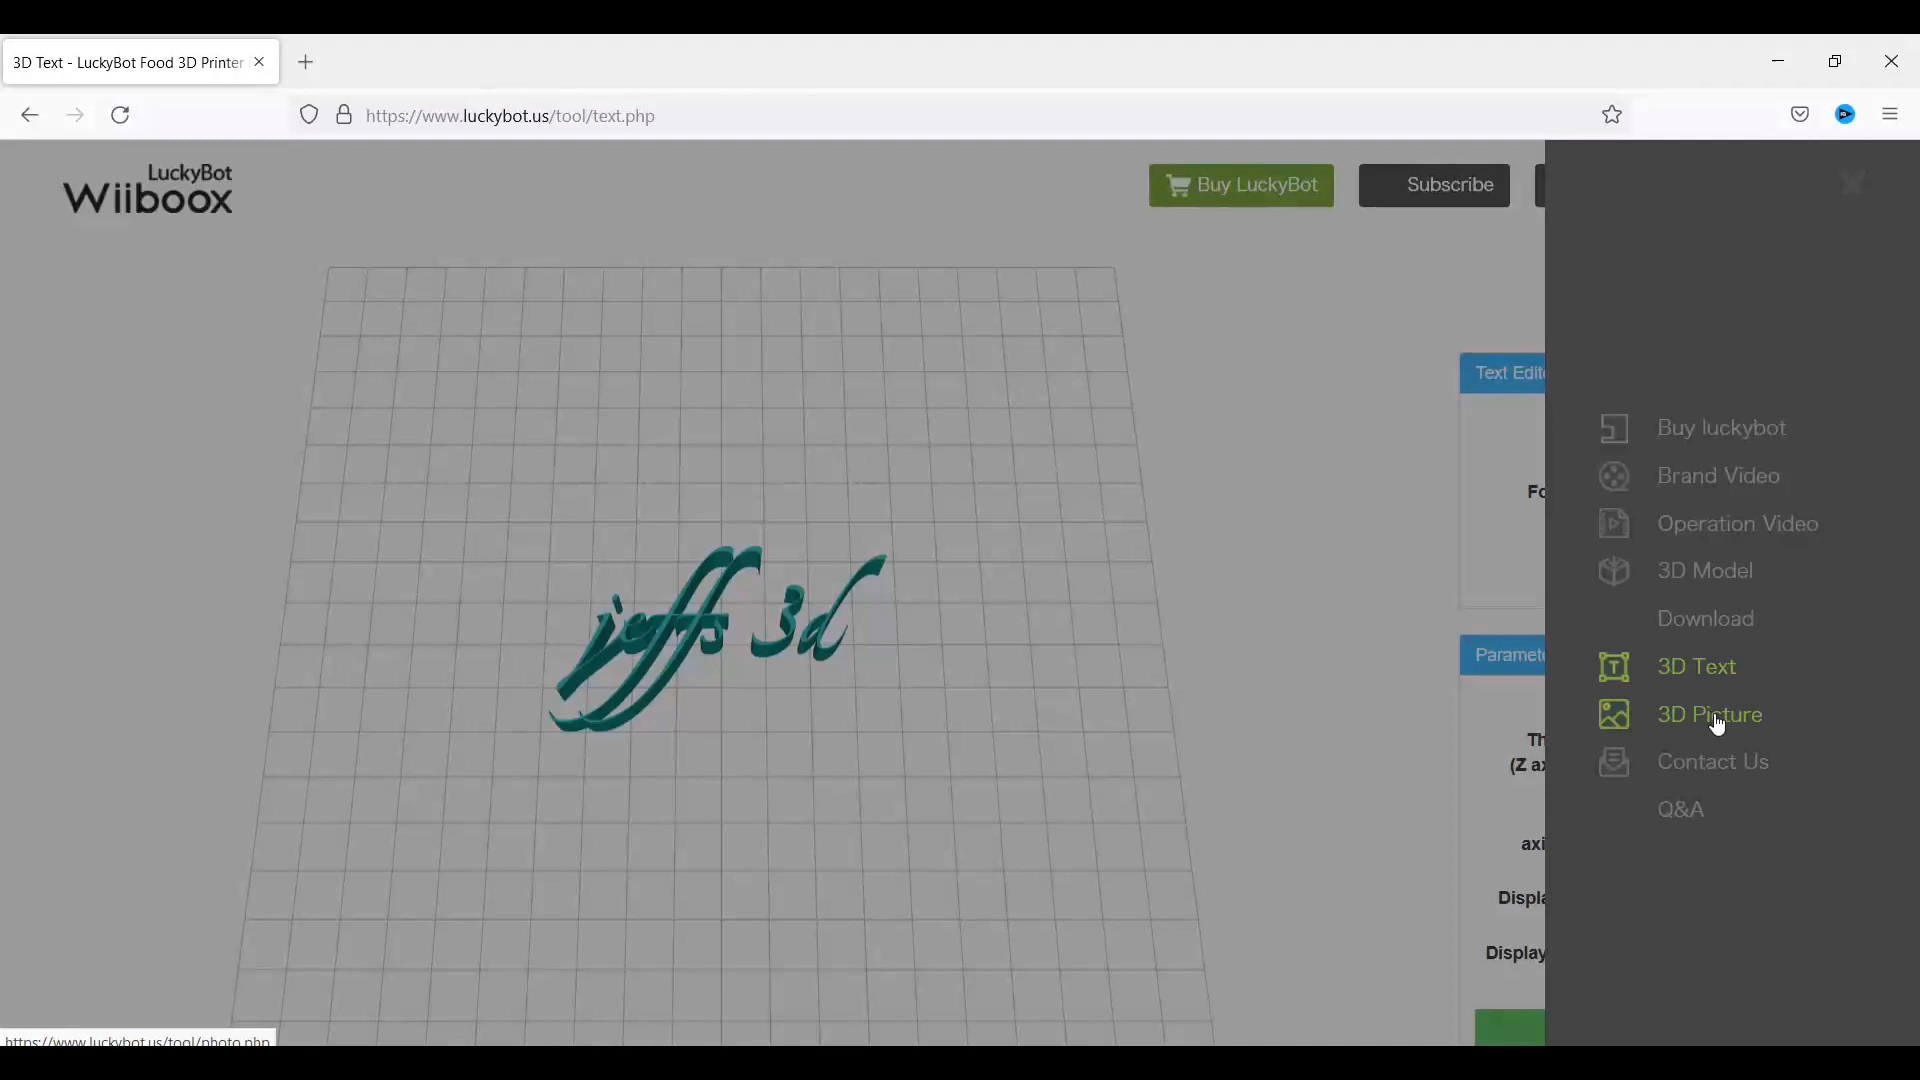 3D Text - LuckyBot Food 3D Printer
https://www.luckybot.us/tool/text.php
LuckyBot
Wiiboox
Buy LuckyBot
Subscribe
Text Edit
Fo
jeffs 3d
Paramet
Th
(Z ax
axi
Displa
Display
Buy luckybot
Brand Video
Operation Video
3D Model
Download
3D Text
3D Picture
Contact Us
Q&A
https://www.luckybot.us/tool/photo.php